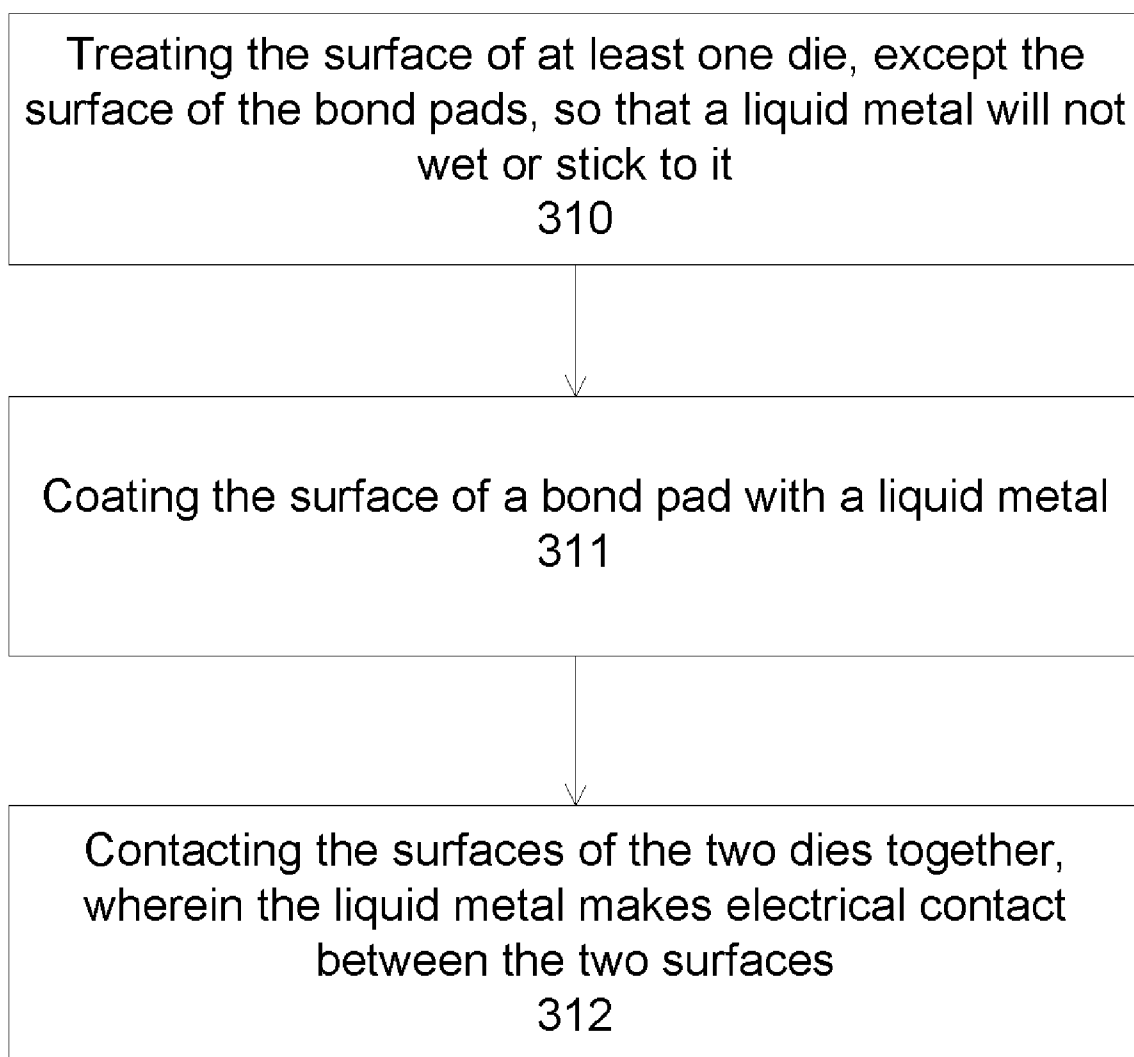 Treating the surface of at least one die, except the
surface of the bond pads, so that a liquid metal will not
wet or stick to it
310
Coating the surface of a bond pad with a liquid metal
311
Contacting the surfaces of the two dies together,
wherein the liquid metal makes electrical contact
between the two surfaces
312